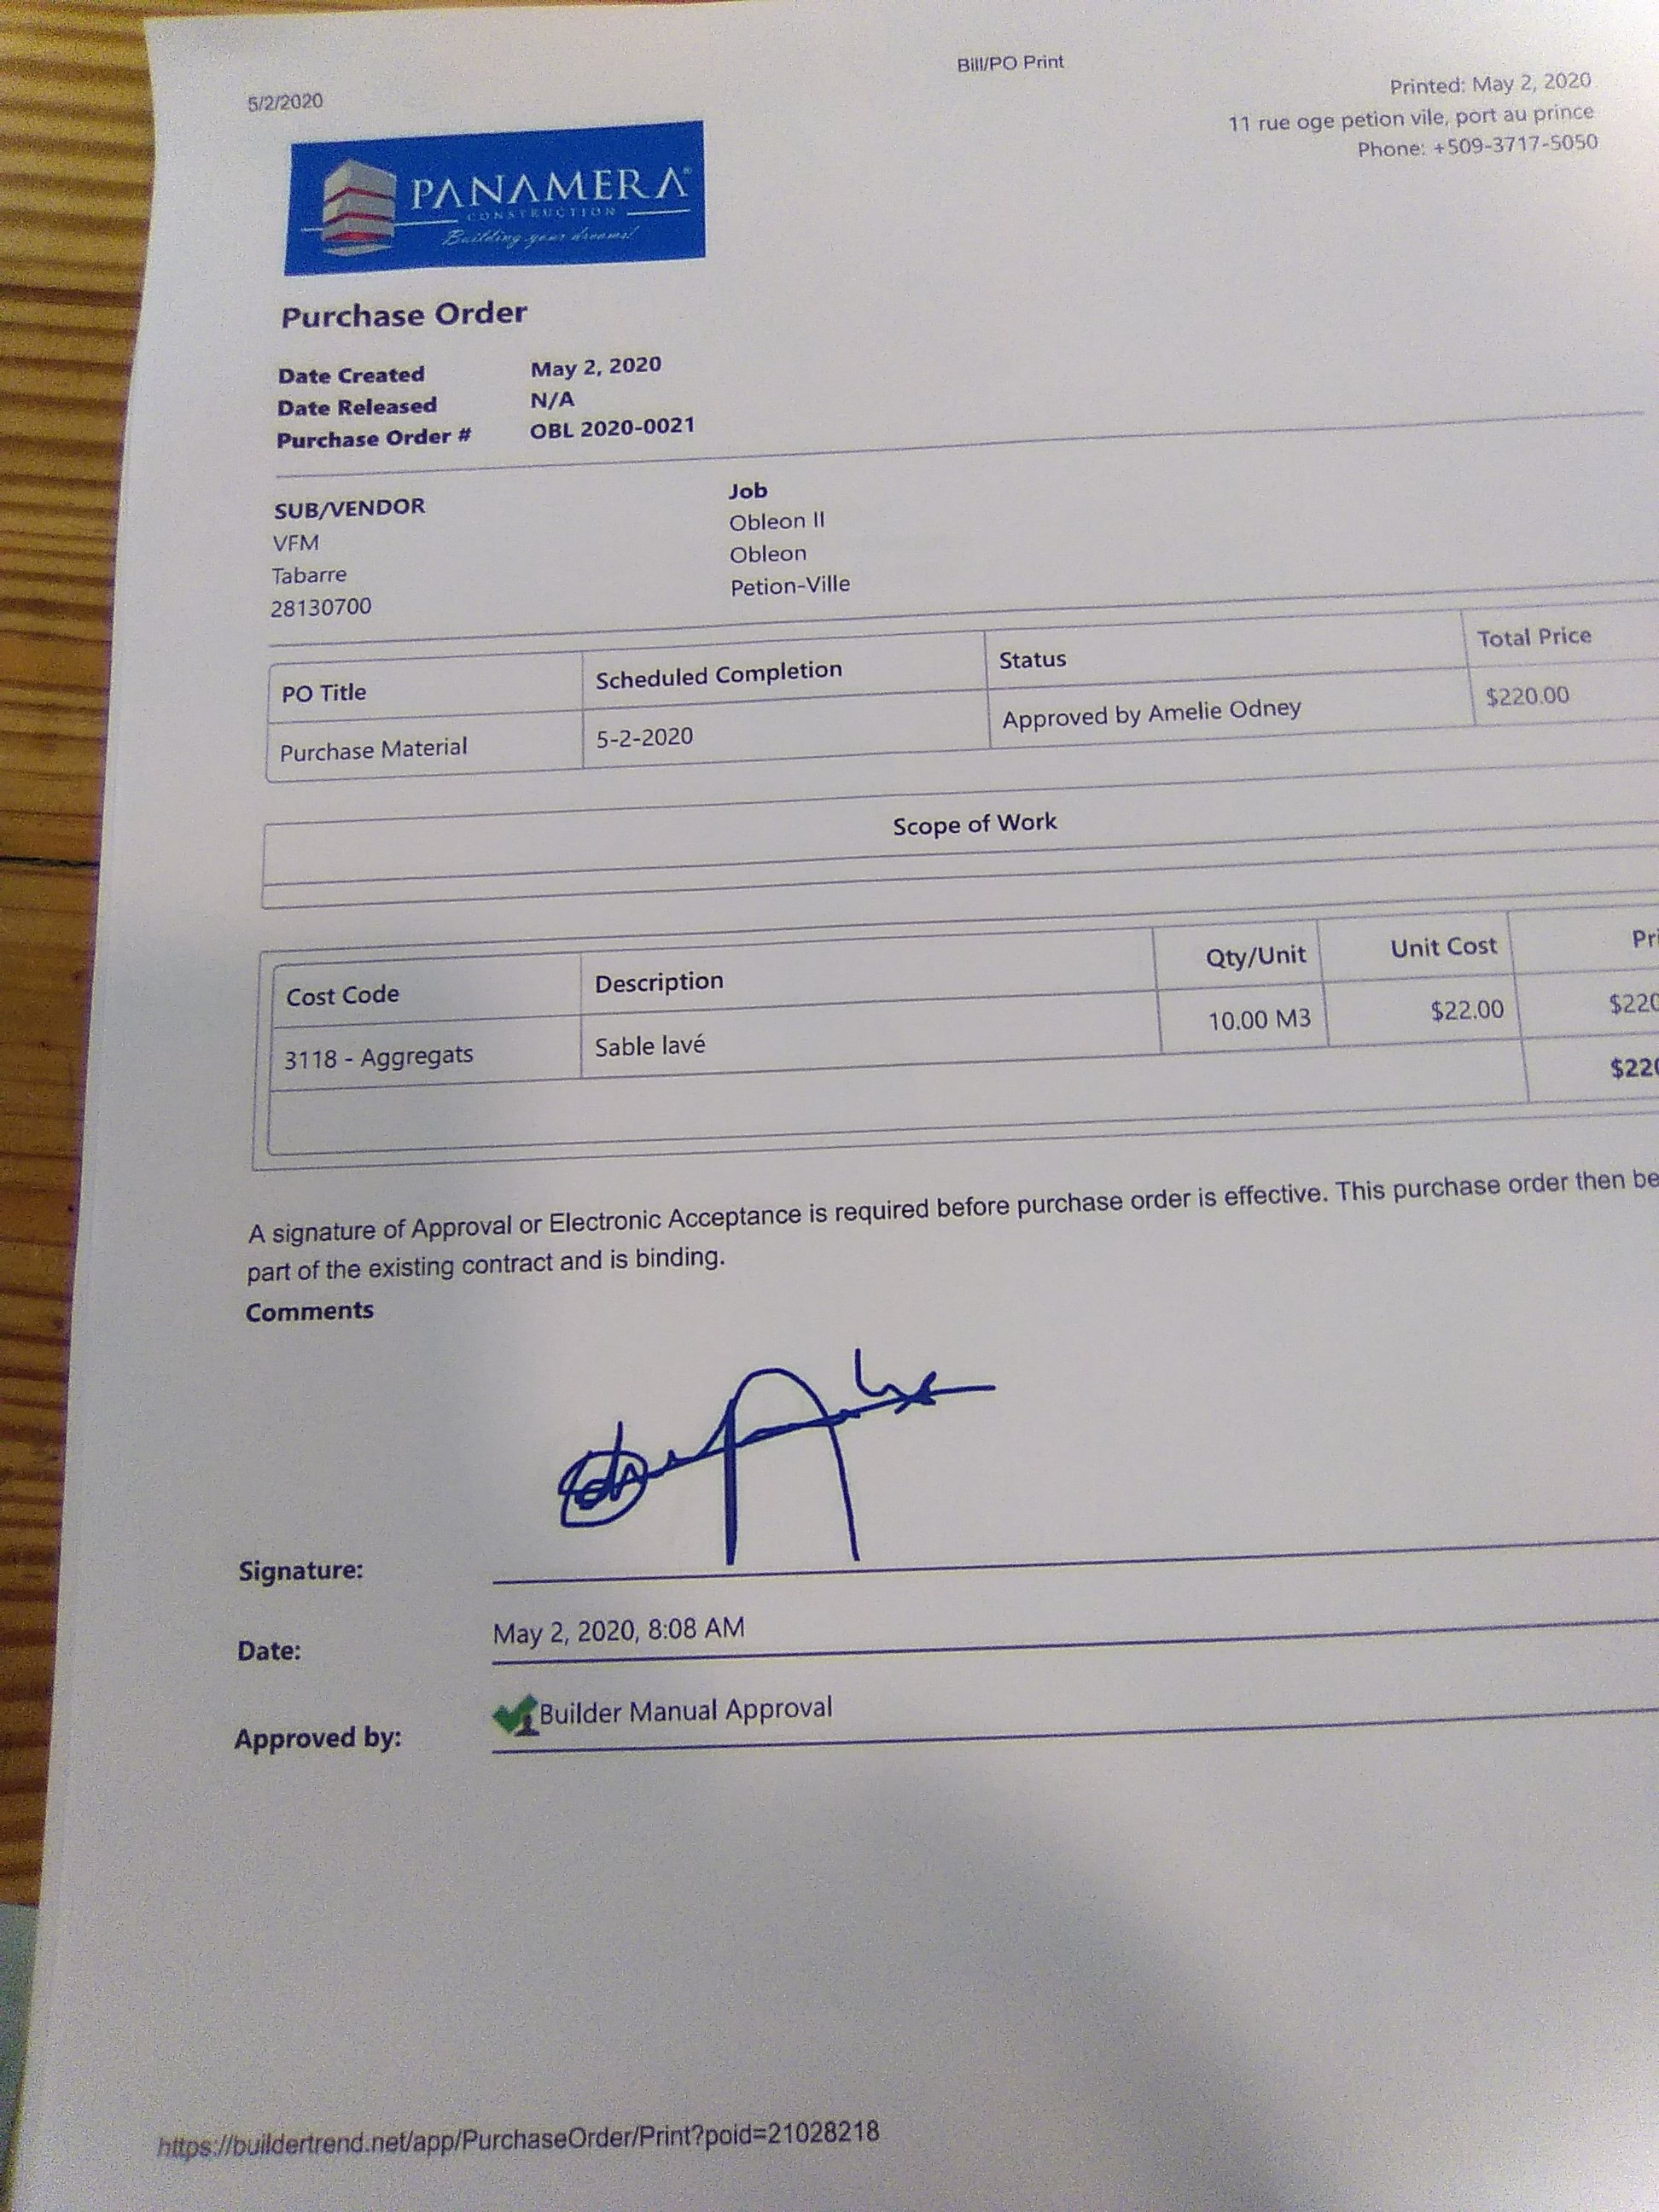 5/2/2020
Bill/PO Print
Printed: May 2, 2020
11 rue oge petion vile, port au prince
Phone: +509-3717-5050
PANAMERA®
CONSTRUCTION
Building your dreams!
Purchase Order
Date Created May 2, 2020
Date Released N/A
Purchase Order # OBL 2020-0021
SUB/VENDOR Job
VFM Obleon II
Tabarre Obleon
28130700 Petion-Ville
PO Title Scheduled Completion Status Total Price
Purchase Material 5-2-2020 Approved by Amelie Odney $220.00
Scope of Work
Cost Code Description Qty/Unit Unit Cost Pri
3118 - Aggregats Sable lavé 10.00 M3 $22.00 $220
$220
A signature of Approval or Electronic Acceptance is required before purchase order is effective. This purchase order then be
part of the existing contract and is binding.
Comments
Signature:
Date: May 2, 2020, 8:08 AM
Approved by: Builder Manual Approval
https://buildertrend.net/app/PurchaseOrder/Print?poid=21028218